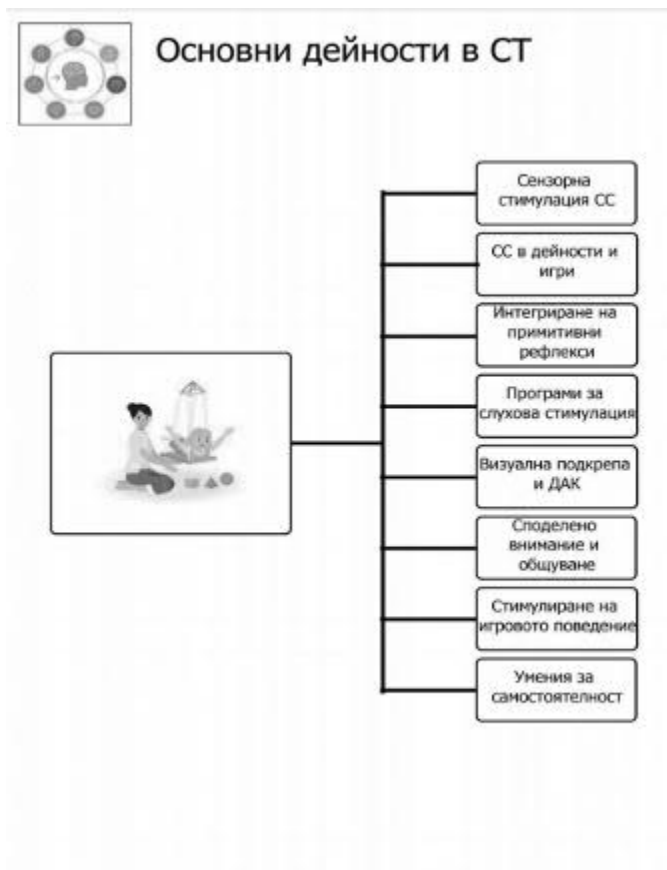 Основни дейности в СТ
Сензорна
стимулация СС
СС в дейности и
игри
Интегриране на
примитивни
рефлекси
Програми за
слухова стимулация
Визуална подкрепа
и ДАК
Споделено
внимание и
общуване
Стимулиране на
игровото поведение
Умения за
самостоятелност